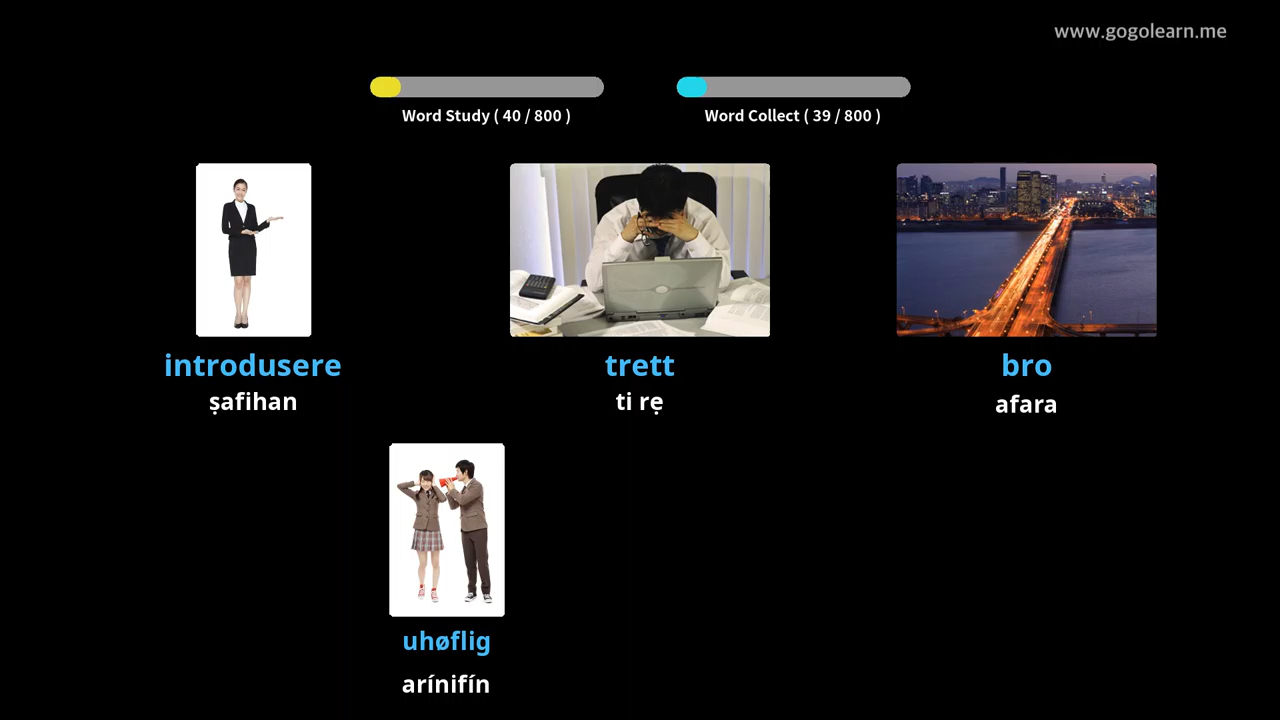 www.gogolearn.me
Word Study ( 40 / 800 )
Word Collect ( 39 / 800 )
introdusere
ṣafihan
trett
ti rẹ
bro
afara
uhøflig
arínifín